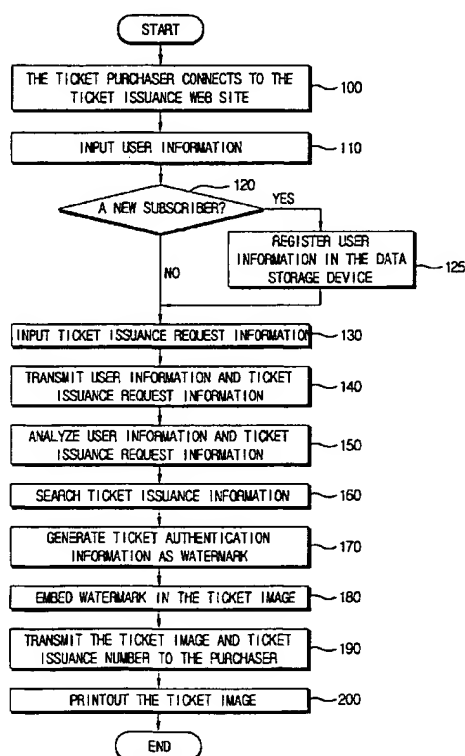 START
THE TICKET PURCHASER CONNECTS TO THE
TICKET ISSUANCE WEB SITE
100
INPUT USER INFORMATION
110
120
A NEW SUBSCRIBER?
YES
REGISTER USER
INFORMATION IN THE DATA
STORAGE DEVICE
125
NO
INPUT TICKET ISSUANCE REQUEST INFORMATION
130
TRANSMIT USER INFORMATION AND TICKET
ISSUANCE REQUEST INFORMATION
140
ANALYZE USER INFORMATION AND TICKET
ISSUANCE REQUEST INFORMATION
150
SEARCH TICKET ISSUANCE INFORMATION
160
GENERATE TICKET AUTHENTICATION
INFORMATION AS WATERMARK
170
EMBED WATERMARK IN THE TICKET IMAGE
180
TRANSMIT THE TICKET IMAGE AND TICKET
ISSUANCE NUMBER TO THE PURCHASER
190
PRINTOUT THE TICKET IMAGE
200
END